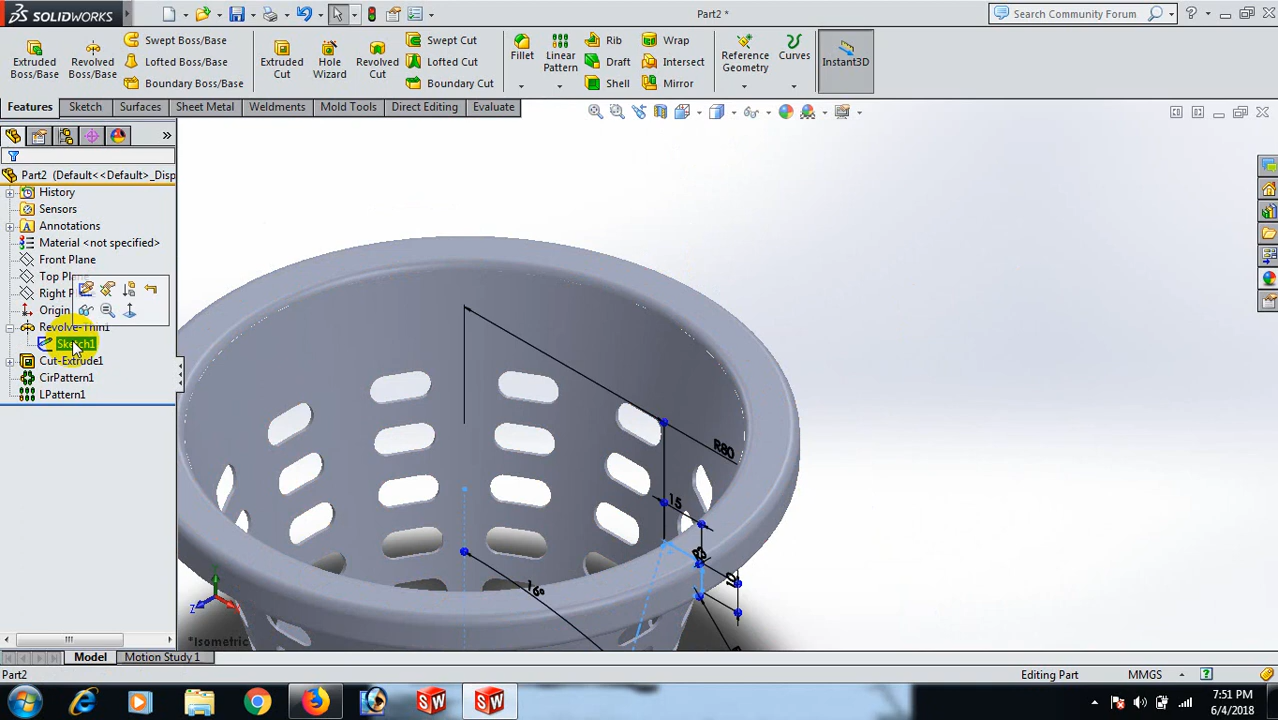 SOLIDWORKS
Part2 *
Search Community Forum
Extruded Boss/Base
Revolved Boss/Base
Swept Boss/Base
Lofted Boss/Base
Boundary Boss/Base
Extruded Cut
Hole Wizard
Revolved Cut
Swept Cut
Lofted Cut
Boundary Cut
Fillet
Linear Pattern
Rib
Draft
Shell
Wrap
Intersect
Mirror
Reference Geometry
Curves
Instant3D
Features
Sketch
Surfaces
Sheet Metal
Weldments
Mold Tools
Direct Editing
Evaluate
Part2 (Default<<Default>_Disp
History
Sensors
Annotations
Material <not specified>
Front Plane
Top Pla
Right P
Origin
Revolve-Thin1
Sketch1
Cut-Extrude1
CirPattern1
LPattern1
R80
15
10
16°
Y
X
Z
*Isometric
Model
Motion Study 1
Part2
Editing Part
MMGS
7:51 PM
6/4/2018